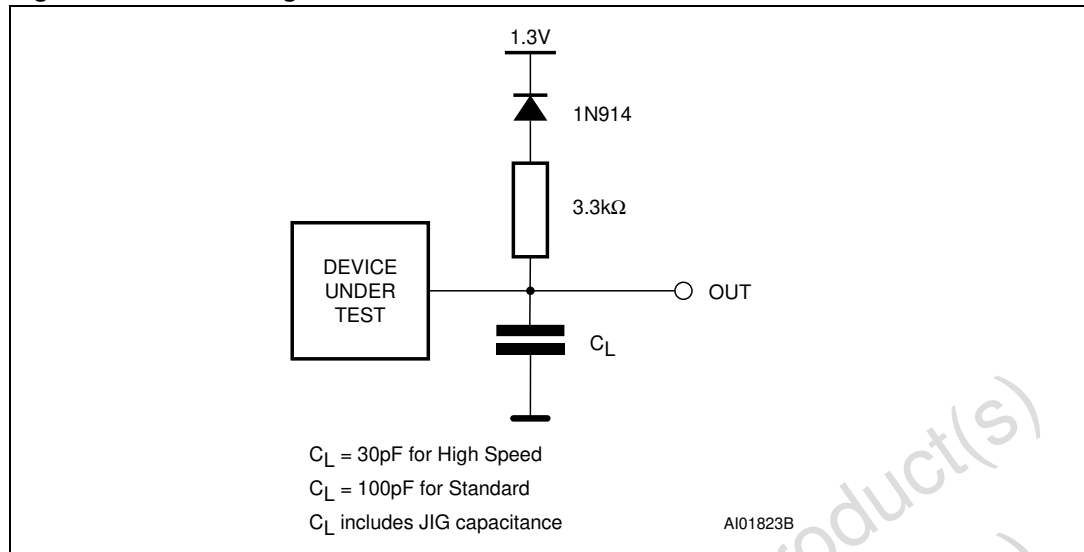 1.3V
1N914
3.3kΩ
DEVICE
UNDER
TEST
OUT
CL
CL = 30pF for High Speed
CL = 100pF for Standard
CL includes JIG capacitance
AI01823B